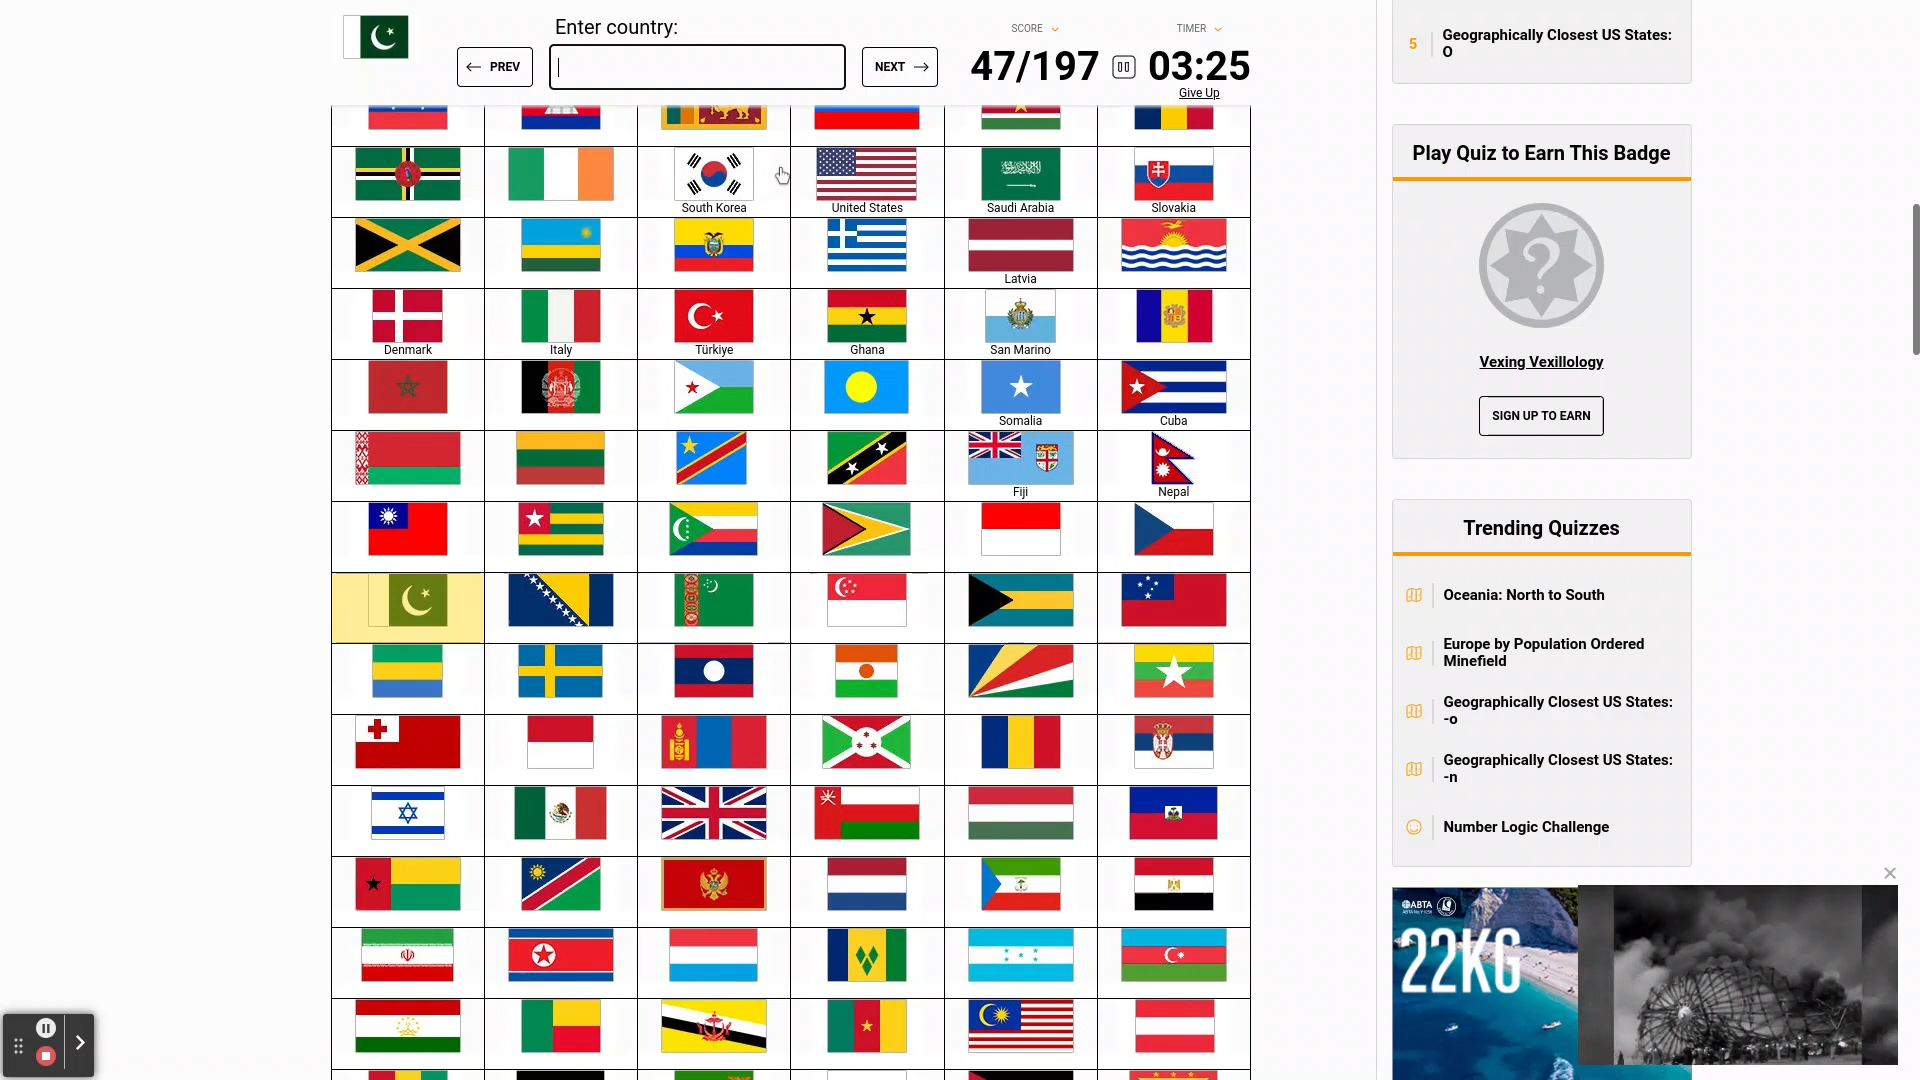 Enter country:
PREV
NEXT
SCORE
47/197
TIMER
03:25
Give Up
South Korea
United States
Saudi Arabia
Slovakia
Latvia
Denmark
Italy
Türkiye
Ghana
San Marino
Somalia
Cuba
Fiji
Nepal
5
Geographically Closest US States:
O
Play Quiz to Earn This Badge
?
Vexing Vexillology
SIGN UP TO EARN
Trending Quizzes
Oceania: North to South
Europe by Population Ordered
Minefield
Geographically Closest US States:
-o
Geographically Closest US States:
-n
Number Logic Challenge
ABTA
22KG